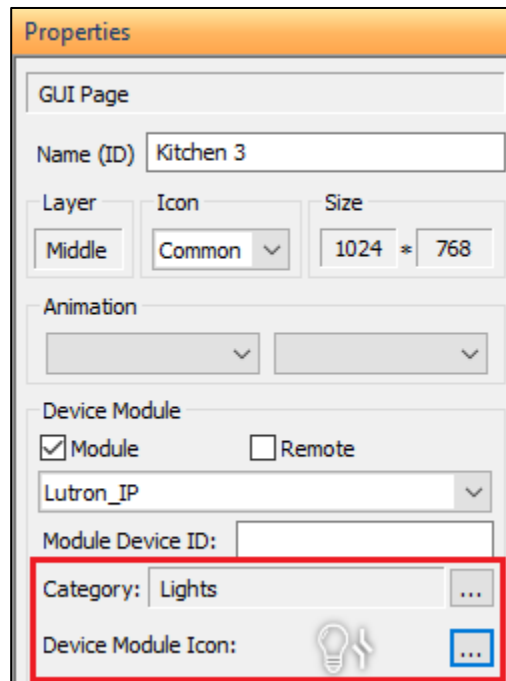 Properties
GUI Page
Name (ID) Kitchen 3
Layer Icon Size
Middle Common 1024 * 768
Animation
Device Module
Module Remote
Lutron_IP
Module Device ID:
Category: Lights ...
Device Module Icon: ...